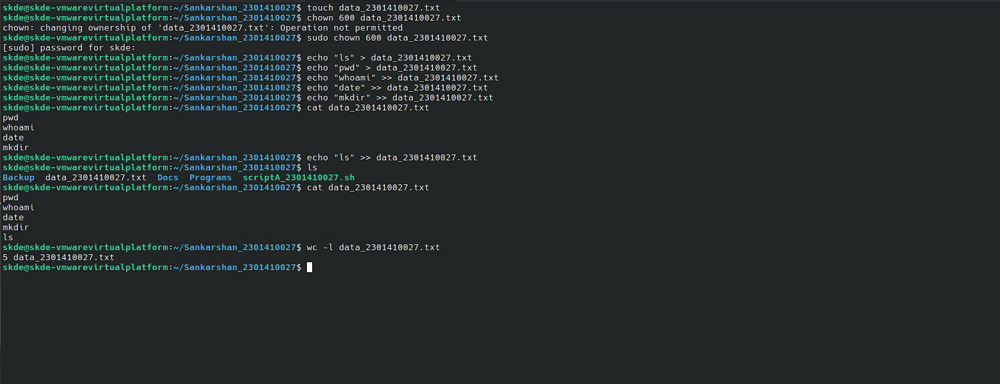 skde@skde-vmwarevirtualplatform:~/Sankarshan_2301410027$ touch data_2301410027.txt
skde@skde-vmwarevirtualplatform:~/Sankarshan_2301410027$ chown 600 data_2301410027.txt
chown: changing ownership of 'data_2301410027.txt': Operation not permitted
skde@skde-vmwarevirtualplatform:~/Sankarshan_2301410027$ sudo chown 600 data_2301410027.txt
[sudo] password for skde:
skde@skde-vmwarevirtualplatform:~/Sankarshan_2301410027$ echo "ls" > data_2301410027.txt
skde@skde-vmwarevirtualplatform:~/Sankarshan_2301410027$ echo "pwd" > data_2301410027.txt
skde@skde-vmwarevirtualplatform:~/Sankarshan_2301410027$ echo "whoami" >> data_2301410027.txt
skde@skde-vmwarevirtualplatform:~/Sankarshan_2301410027$ echo "date" >> data_2301410027.txt
skde@skde-vmwarevirtualplatform:~/Sankarshan_2301410027$ echo "mkdir" >> data_2301410027.txt
skde@skde-vmwarevirtualplatform:~/Sankarshan_2301410027$ cat data_2301410027.txt
pwd
whoami
date
mkdir
skde@skde-vmwarevirtualplatform:~/Sankarshan_2301410027$ echo "ls" >> data_2301410027.txt
skde@skde-vmwarevirtualplatform:~/Sankarshan_2301410027$ ls
Backup  data_2301410027.txt  Docs  Programs  scriptA_2301410027.sh
skde@skde-vmwarevirtualplatform:~/Sankarshan_2301410027$ cat data_2301410027.txt
pwd
whoami
date
mkdir
ls
skde@skde-vmwarevirtualplatform:~/Sankarshan_2301410027$ wc -l data_2301410027.txt
5 data_2301410027.txt
skde@skde-vmwarevirtualplatform:~/Sankarshan_2301410027$